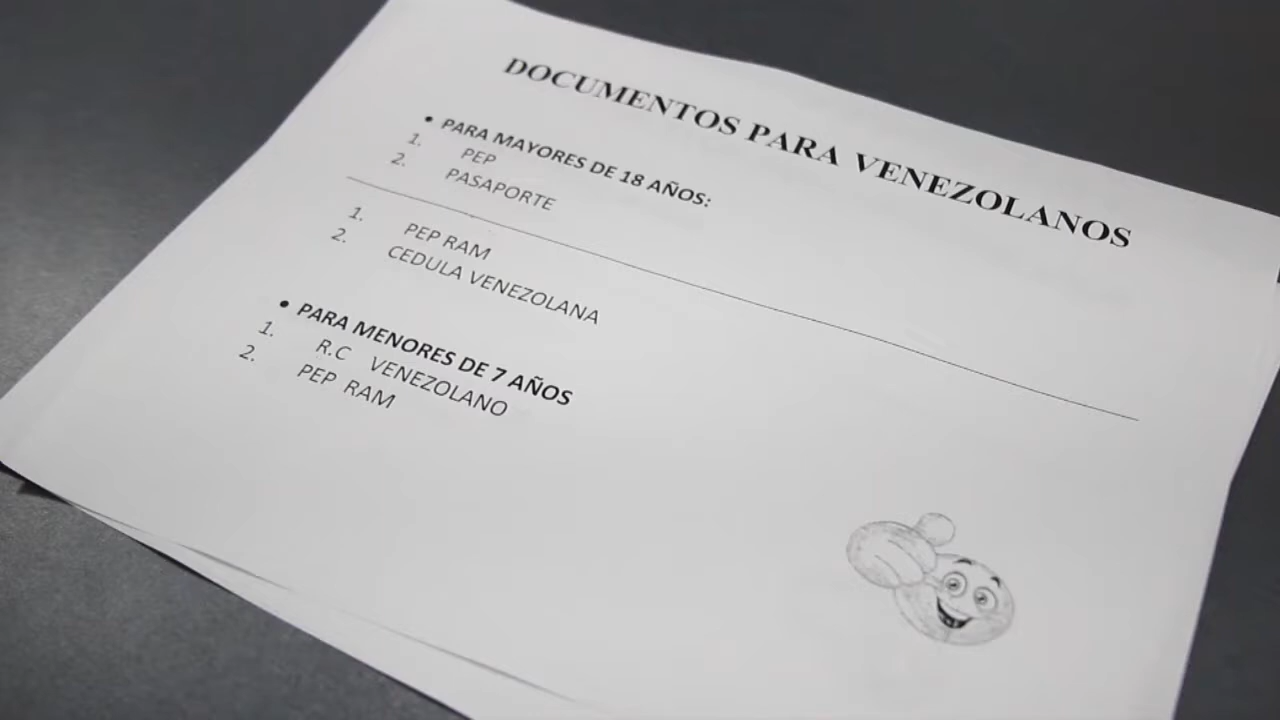 DOCUMENTOS PARA VENEZOLANOS
• PARA MAYORES DE 18 AÑOS:
1. PEP
2. PASAPORTE
1. PEP RAM
2. CEDULA VENEZOLANA
• PARA MENORES DE 7 AÑOS
1. R.C VENEZOLANO
2. PEP RAM